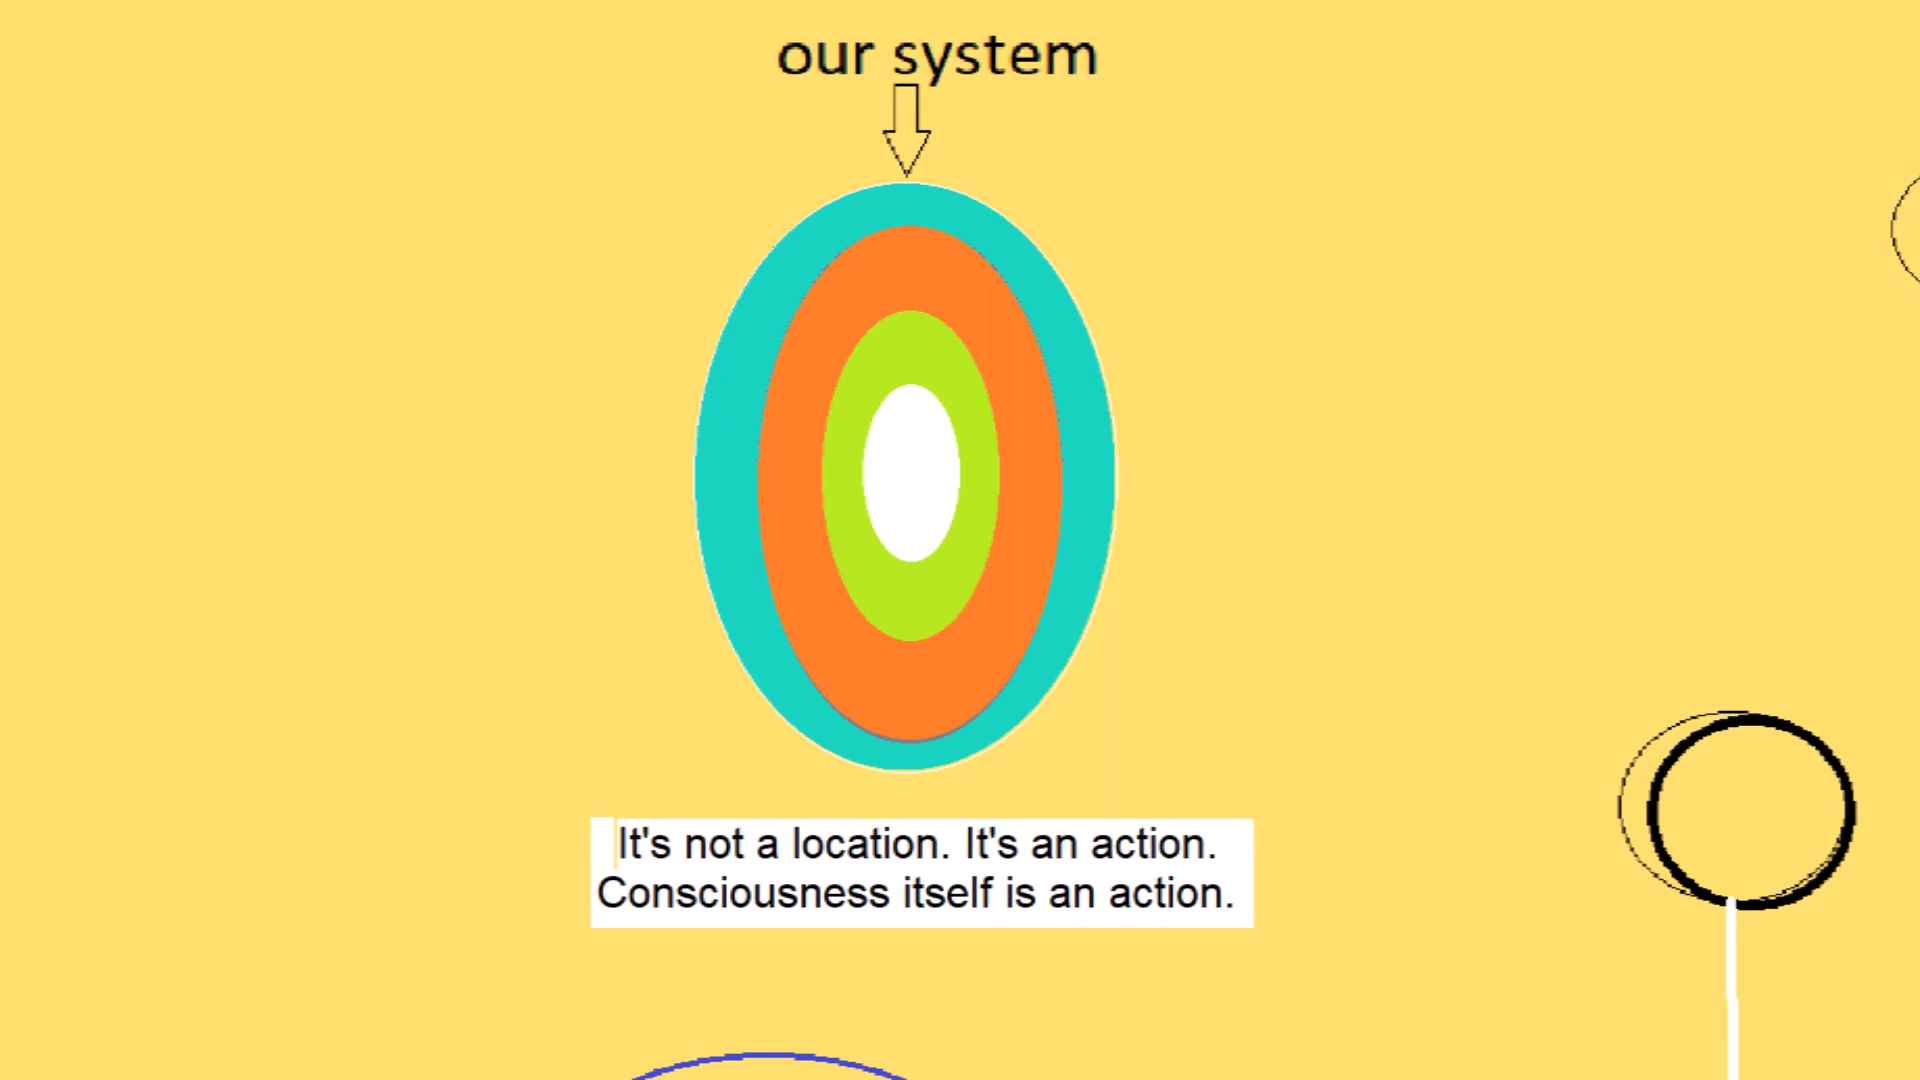 our system
It's not a location. It's an action.
Consciousness itself is an action.